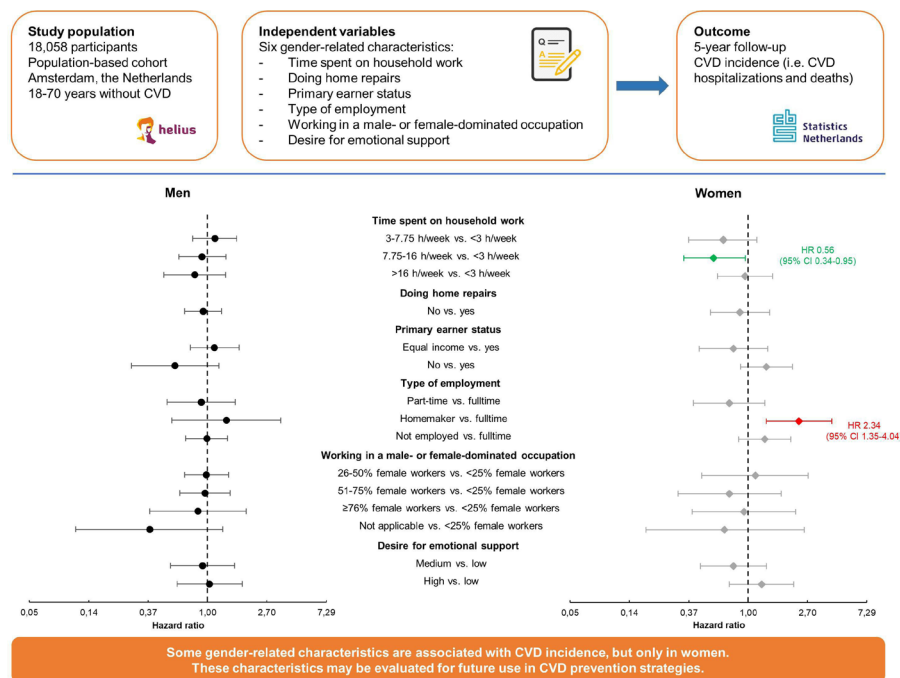 Study population
18,058 participants
Population-based cohort
Amsterdam, the Netherlands
18-70 years without CVD
helius
Independent variables
Six gender-related characteristics:
- Time spent on household work
- Doing home repairs
- Primary earner status
- Type of employment
- Working in a male- or female-dominated occupation
- Desire for emotional support
Q=
A=
Outcome
5-year follow-up
CVD incidence (i.e. CVD
hospitalizations and deaths)
cbs
Statistics
Netherlands
Men
Women
Time spent on household work
3-7.75 h/week vs. <3 h/week
7.75-16 h/week vs. <3 h/week
>16 h/week vs. <3 h/week
HR 0.56
(95% CI 0.34-0.95)
Doing home repairs
No vs. yes
Primary earner status
Equal income vs. yes
No vs. yes
Type of employment
Part-time vs. fulltime
Homemaker vs. fulltime
Not employed vs. fulltime
HR 2.34
(95% CI 1.35-4.04)
Working in a male- or female-dominated occupation
26-50% female workers vs. <25% female workers
51-75% female workers vs. <25% female workers
≥76% female workers vs. <25% female workers
Not applicable vs. <25% female workers
Desire for emotional support
Medium vs. low
High vs. low
0,05 0,14 0,37 1,00 2,70 7,29
Hazard ratio
0,05 0,14 0,37 1,00 2,70 7,29
Hazard ratio
Some gender-related characteristics are associated with CVD incidence, but only in women.
These characteristics may be evaluated for future use in CVD prevention strategies.